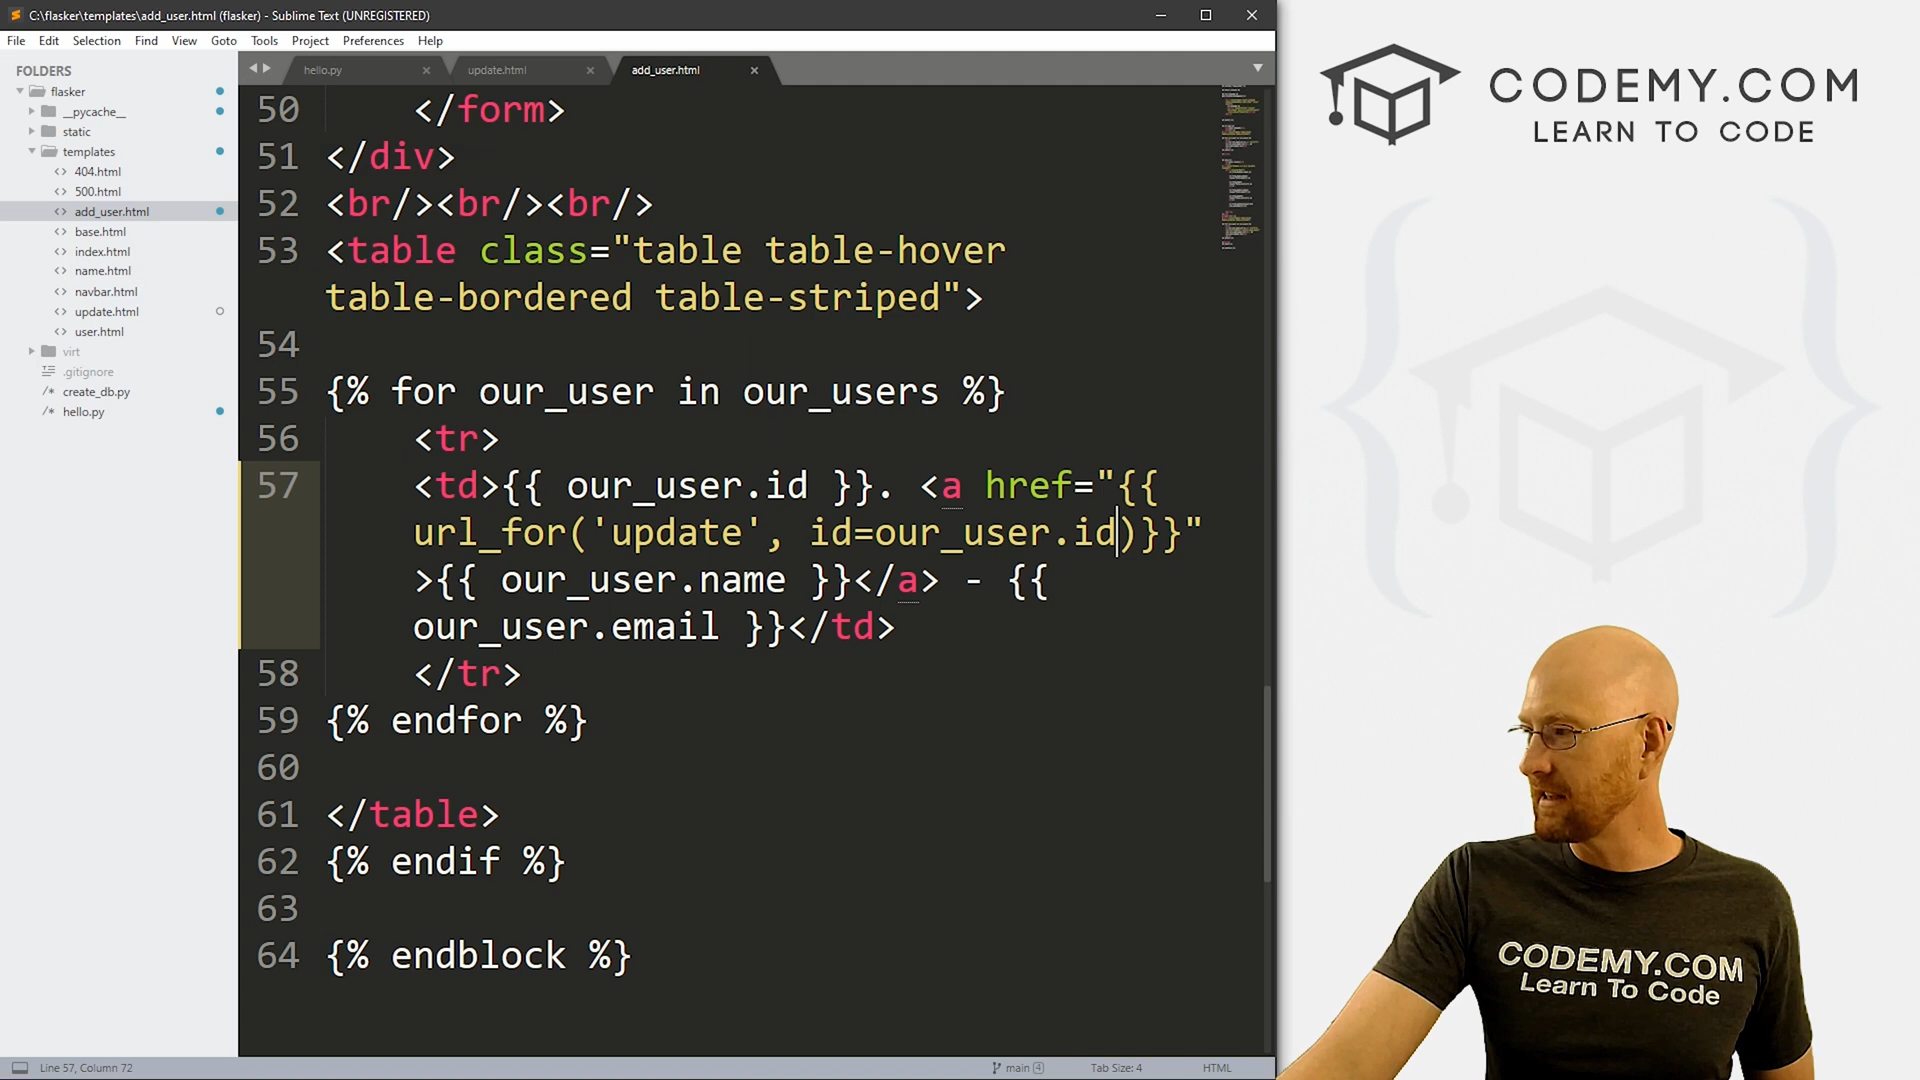 C:\flasker\templates\add_user.html (flasker) - Sublime Text (UNREGISTERED)
File Edit Selection Find View Goto Tools Project Preferences Help
FOLDERS
flasker
__pycache__
static
templates
404.html
500.html
add_user.html
base.html
index.html
name.html
navbar.html
update.html
user.html
virt
.gitignore
create_db.py
hello.py
hello.py update.html add_user.html
50 </form>
51 </div>
52 <br/><br/><br/>
53 <table class="table table-hover
table-bordered table-striped">
54
55 {% for our_user in our_users %}
56 <tr>
57 <td>{{ our_user.id }}. <a href="{{
url_for('update', id=our_user.id)}}"
>{{ our_user.name }}</a> - {{
our_user.email }}</td>
58 </tr>
59 {% endfor %}
60
61 </table>
62 {% endif %}
63
64 {% endblock %}
Line 57, Column 72
main 4
Tab Size: 4
HTML
CODEMY.COM
LEARN TO CODE
CODEMY.COM
Learn To Code